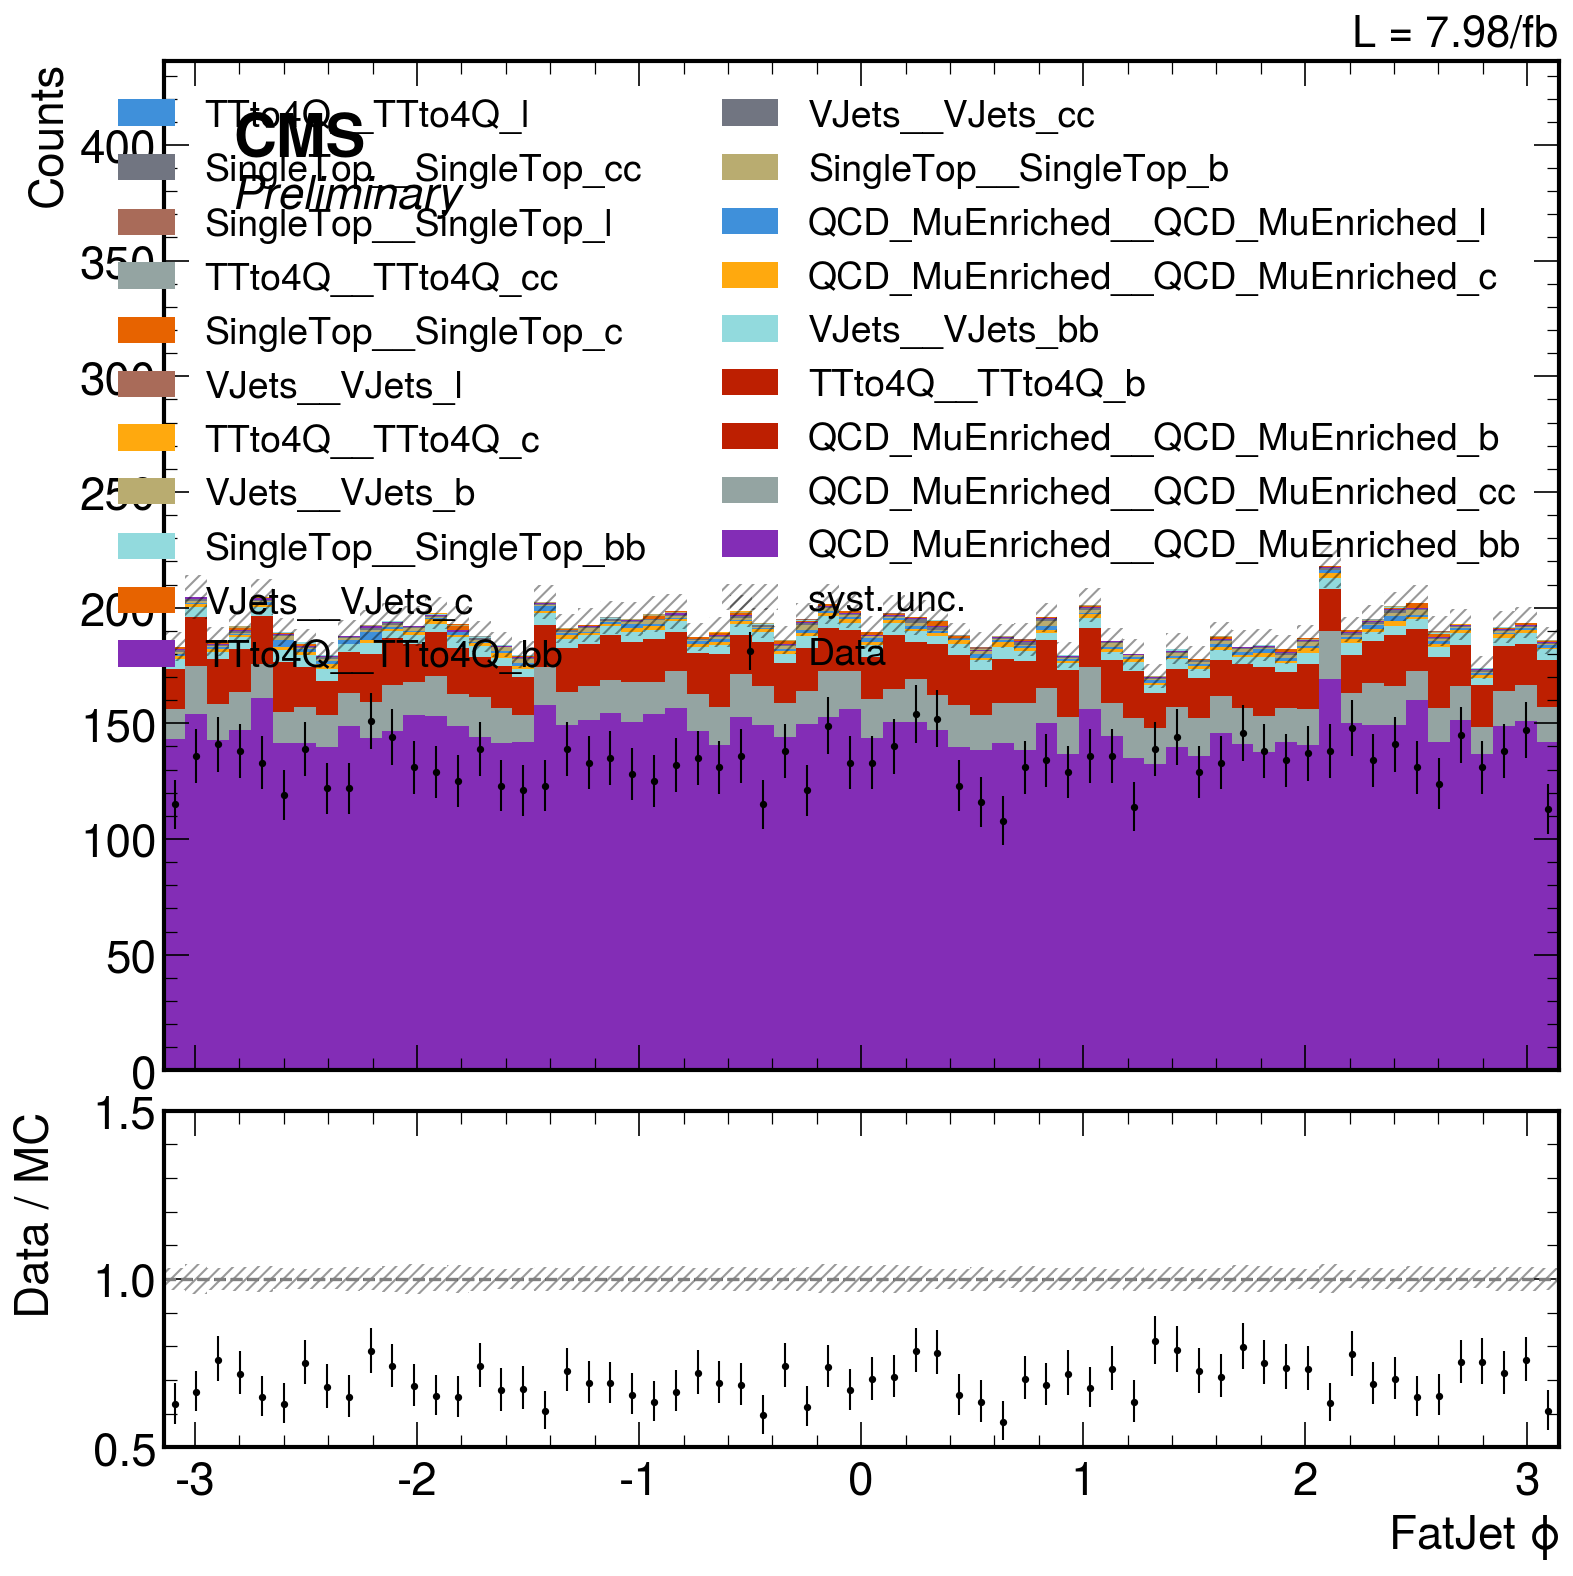 L = 7.98/fb
Counts
CMS
Preliminary
TTto4Q__TTto4Q_l
SingleTop__SingleTop_cc
SingleTop__SingleTop_l
TTto4Q__TTto4Q_cc
SingleTop__SingleTop_c
VJets__VJets_l
TTto4Q__TTto4Q_c
VJets__VJets_b
SingleTop__SingleTop_bb
VJets__VJets_c
TTto4Q__TTto4Q_bb
VJets__VJets_cc
SingleTop__SingleTop_b
QCD_MuEnriched__QCD_MuEnriched_l
QCD_MuEnriched__QCD_MuEnriched_c
VJets__VJets_bb
TTto4Q__TTto4Q_b
QCD_MuEnriched__QCD_MuEnriched_b
QCD_MuEnriched__QCD_MuEnriched_cc
QCD_MuEnriched__QCD_MuEnriched_bb
syst. unc.
Data
400
350
300
250
200
150
100
50
0
Data / MC
1.5
1.0
0.5
-3 -2 -1 0 1 2 3
FatJet ϕ